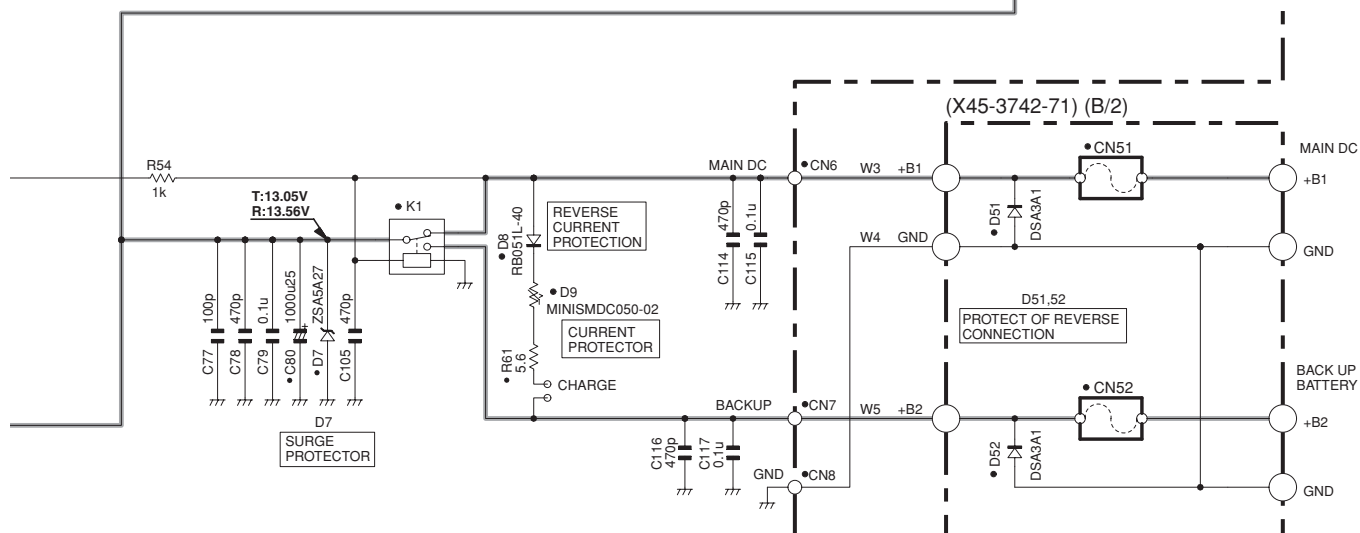 (X45-3742-71) (B/2)
R54
1k
T:13.05V
R:13.56V
•K1
MAIN DC
•CN6
W3
+B1
•CN51
MAIN DC
+B1
•D8
RB051L-40
REVERSE
CURRENT
PROTECTION
C114
470p
C115
0.1u
W4
GND
•D51
DSA3A1
GND
C77
100p
C78
470p
C79
0.1u
•C80
1000u25
+
•D7
ZSA5A27
C105
470p
•D9
MINISMDC050-02
CURRENT
PROTECTOR
•R61
5.6
CHARGE
D51,52
PROTECT OF REVERSE
CONNECTION
BACK UP
BATTERY
D7
SURGE
PROTECTOR
BACKUP
•CN7
W5
+B2
•CN52
+B2
C116
470p
C117
0.1u
GND
•CN8
•D52
DSA3A1
GND